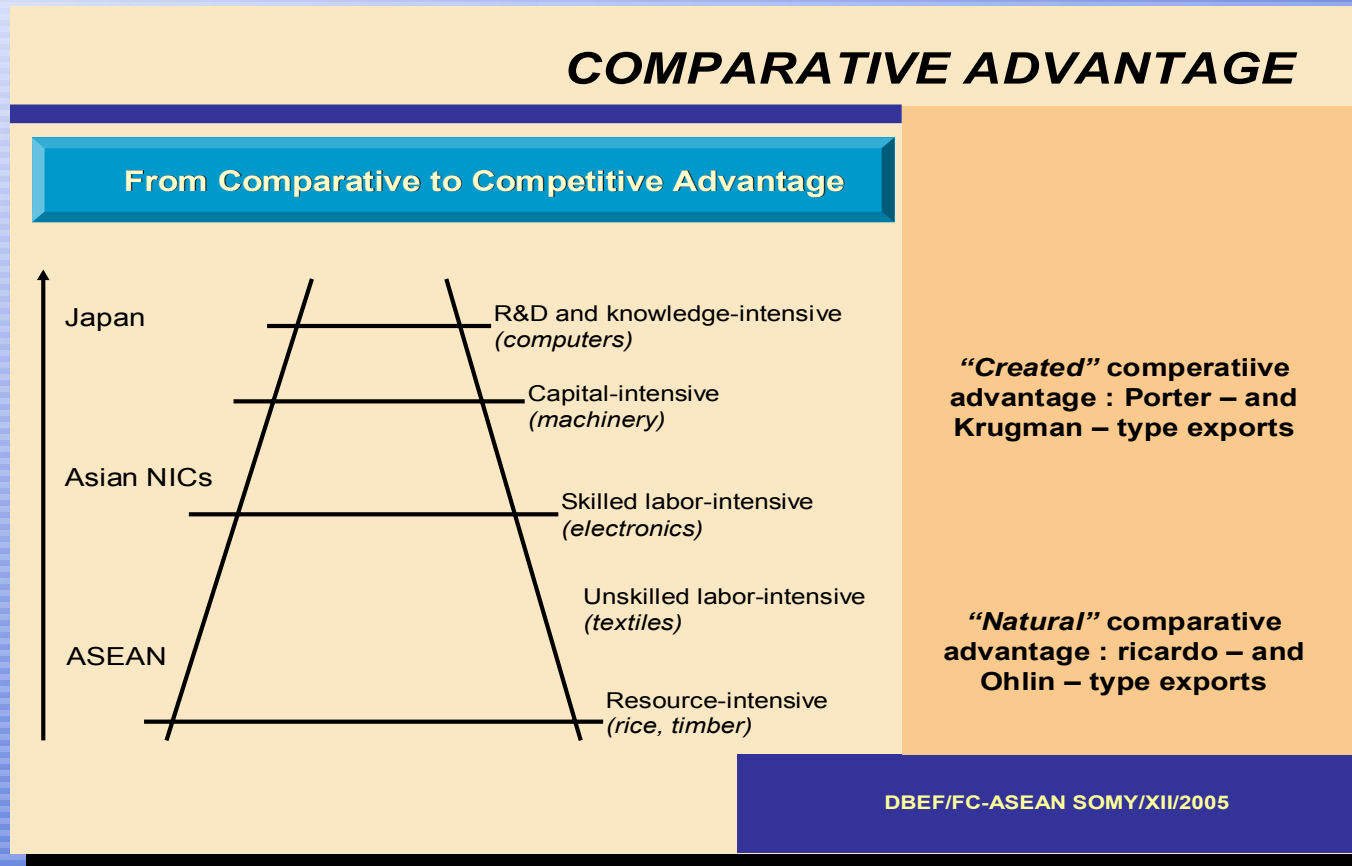 COMPARATIVE ADVANTAGE
From Comparative to Competitive Advantage
Japan
R&D and knowledge-intensive
(computers)
Capital-intensive
(machinery)
Asian NICs
Skilled labor-intensive
(electronics)
Unskilled labor-intensive
(textiles)
ASEAN
Resource-intensive
(rice, timber)
“Created” comperatiive
advantage : Porter – and
Krugman – type exports
“Natural” comparative
advantage : ricardo – and
Ohlin – type exports
DBEF/FC-ASEAN SOMY/XII/2005